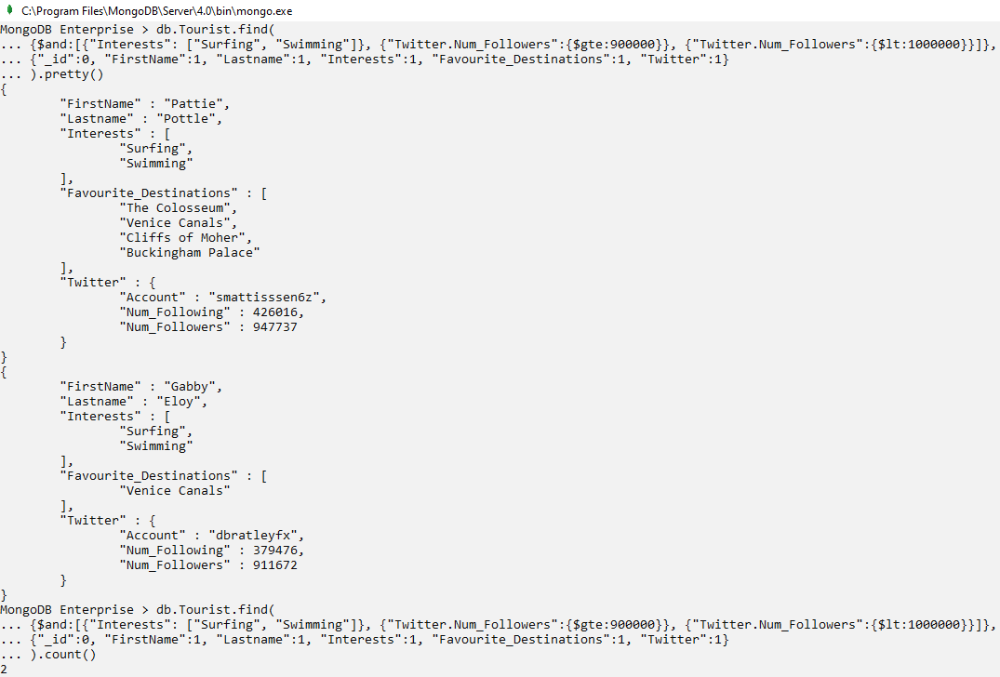 C:\Program Files\MongoDB\Server\4.0\bin\mongo.exe
MongoDB Enterprise > db.Tourist.find(
... {$and:[{"Interests": ["Surfing", "Swimming"]}, {"Twitter.Num_Followers":{$gte:900000}}, {"Twitter.Num_Followers":{$lt:1000000}}]},
... {"_id":0, "FirstName":1, "Lastname":1, "Interests":1, "Favourite_Destinations":1, "Twitter":1}
... ).pretty()
{
        "FirstName" : "Pattie",
        "Lastname" : "Pottle",
        "Interests" : [
                "Surfing",
                "Swimming"
        ],
        "Favourite_Destinations" : [
                "The Colosseum",
                "Venice Canals",
                "Cliffs of Moher",
                "Buckingham Palace"
        ],
        "Twitter" : {
                "Account" : "smattisssen6z",
                "Num_Following" : 426016,
                "Num_Followers" : 947737
        }
}
{
        "FirstName" : "Gabby",
        "Lastname" : "Eloy",
        "Interests" : [
                "Surfing",
                "Swimming"
        ],
        "Favourite_Destinations" : [
                "Venice Canals"
        ],
        "Twitter" : {
                "Account" : "dbratleyfx",
                "Num_Following" : 379476,
                "Num_Followers" : 911672
        }
}
MongoDB Enterprise > db.Tourist.find(
... {$and:[{"Interests": ["Surfing", "Swimming"]}, {"Twitter.Num_Followers":{$gte:900000}}, {"Twitter.Num_Followers":{$lt:1000000}}]},
... {"_id":0, "FirstName":1, "Lastname":1, "Interests":1, "Favourite_Destinations":1, "Twitter":1}
... ).count()
2